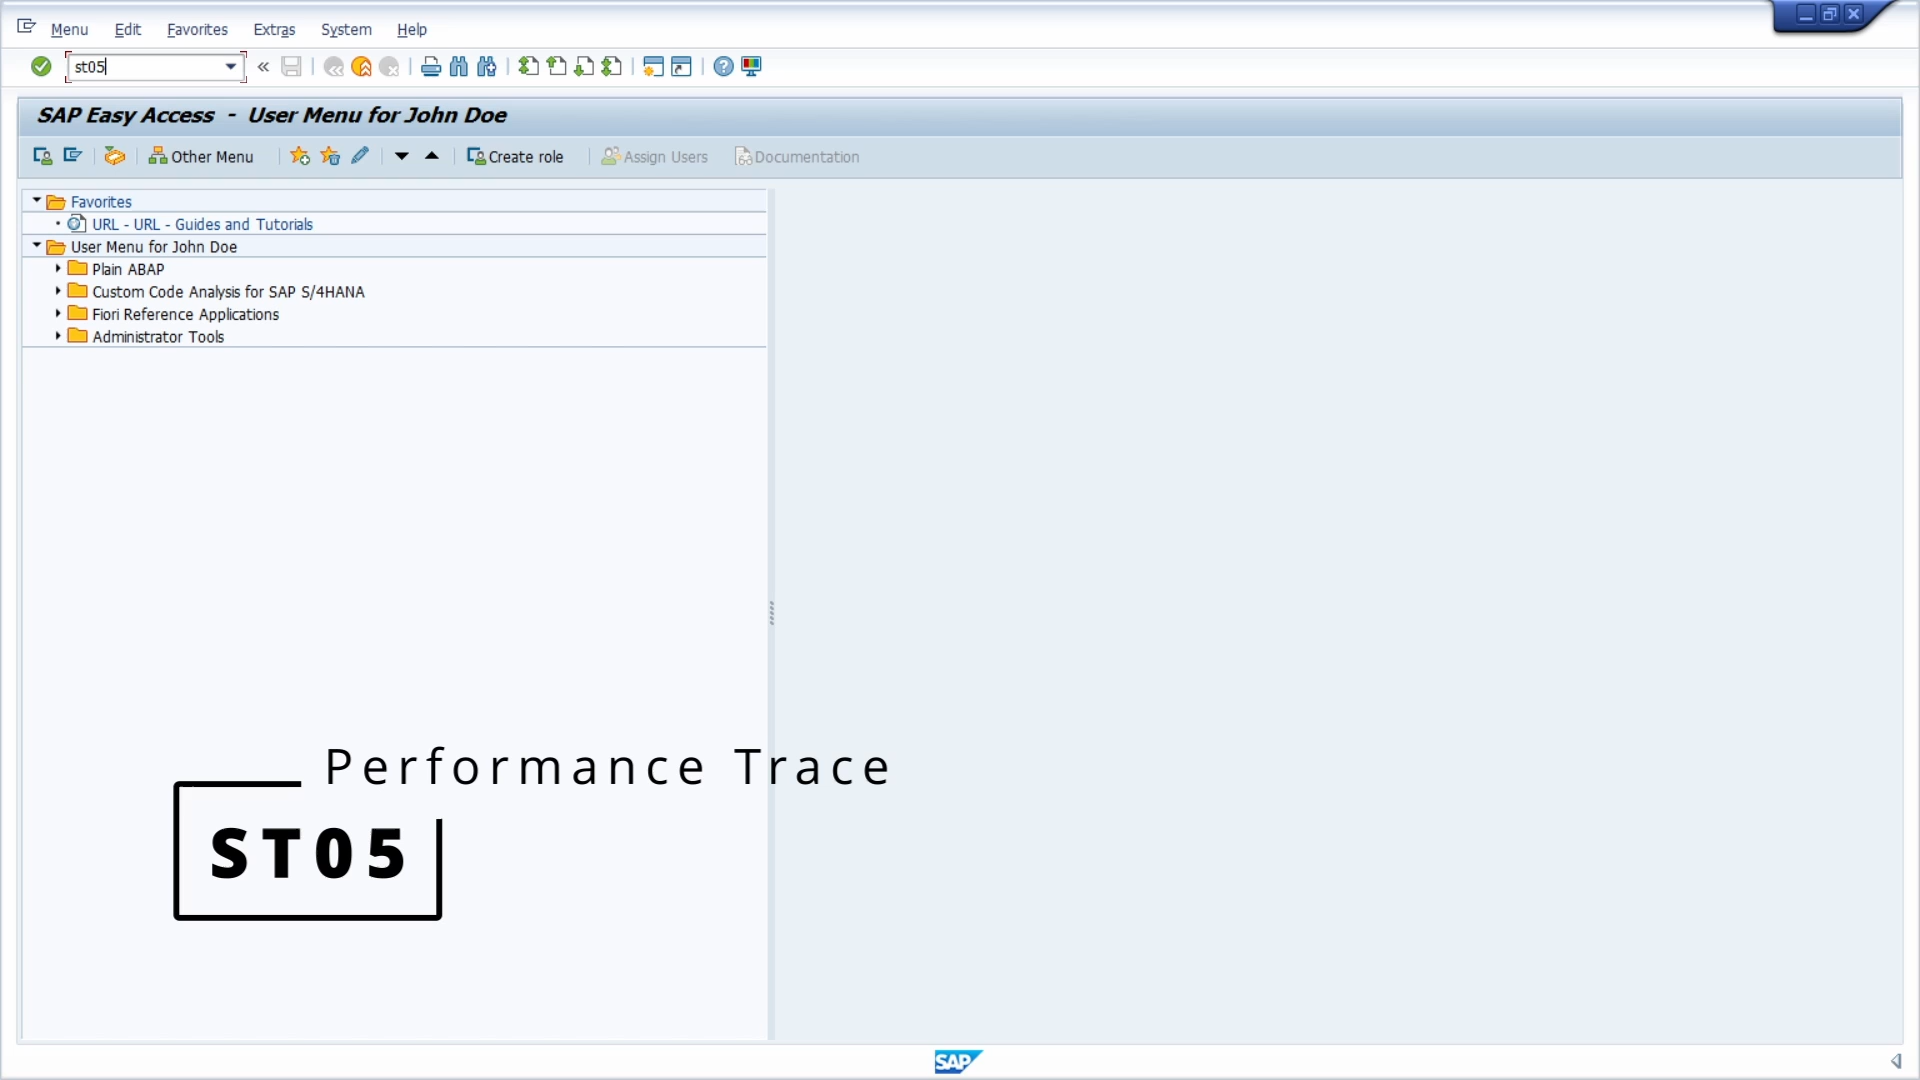 Menu Edit Favorites Extras System Help
st05
SAP Easy Access - User Menu for John Doe
Other Menu Create role Assign Users Documentation
Favorites
URL - URL - Guides and Tutorials
User Menu for John Doe
Plain ABAP
Custom Code Analysis for SAP S/4HANA
Fiori Reference Applications
Administrator Tools
Performance Trace
ST05
SAP